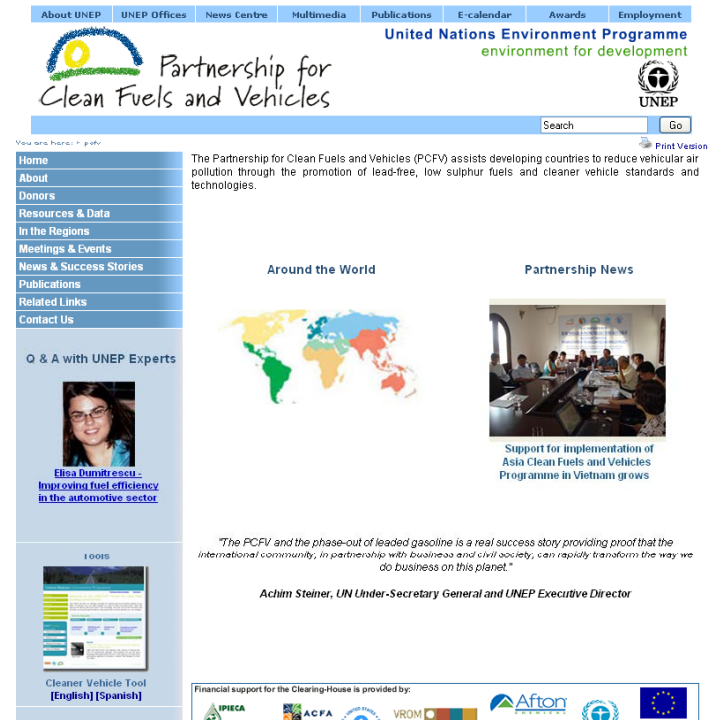 About UNEP UNEP Offices News Centre Multimedia Publications E-calendar Awards Employment
United Nations Environment Programme
environment for development
Partnership for
Clean Fuels and Vehicles
UNEP
Search Go
You are here: > pcfv
Print Version
Home
About
Donors
Resources & Data
In the Regions
Meetings & Events
News & Success Stories
Publications
Related Links
Contact Us
The Partnership for Clean Fuels and Vehicles (PCFV) assists developing countries to reduce vehicular air
pollution through the promotion of lead-free, low sulphur fuels and cleaner vehicle standards and
technologies.
Around the World
Partnership News
Support for implementation of
Asia Clean Fuels and Vehicles
Programme in Vietnam grows
Q & A with UNEP Experts
Elisa Dumitrescu -
Improving fuel efficiency
in the automotive sector
"The PCFV and the phase-out of leaded gasoline is a real success story providing proof that the
international community, in partnership with business and civil society, can rapidly transform the way we
do business on this planet."
Achim Steiner, UN Under-Secretary General and UNEP Executive Director
Tools
Cleaner Vehicle Tool
[English] [Spanish]
Financial support for the Clearing-House is provided by:
IPIECA
ACFA
VROM
Afton
CHEMICAL